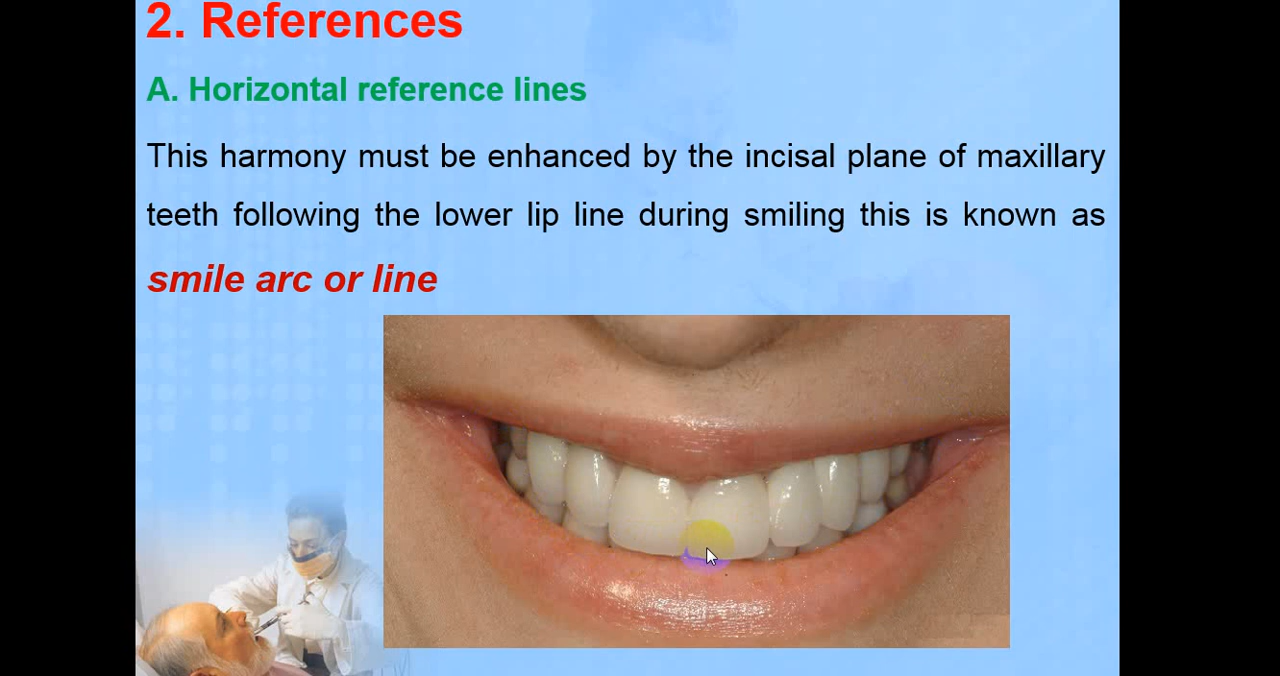 2. References
A. Horizontal reference lines
This harmony must be enhanced by the incisal plane of maxillary
teeth following the lower lip line during smiling this is known as
smile arc or line